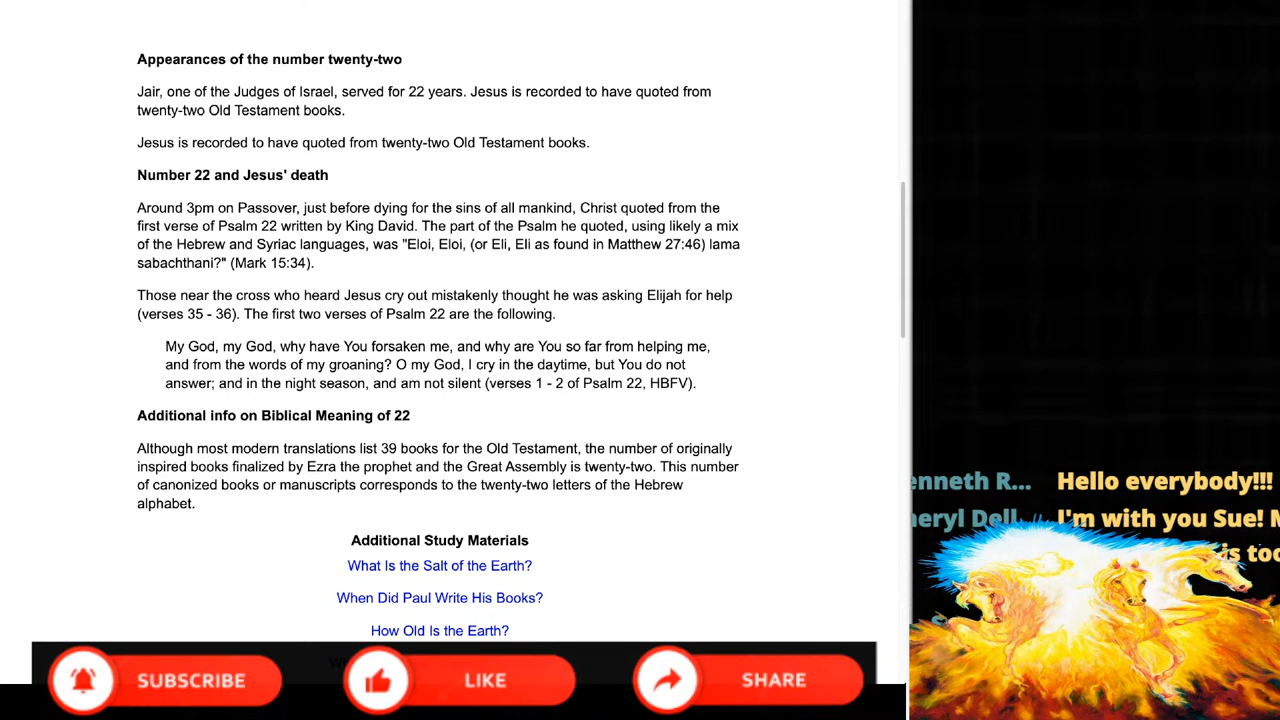 Appearances of the number twenty-two
Jair, one of the Judges of Israel, served for 22 years. Jesus is recorded to have quoted from
twenty-two Old Testament books.
Jesus is recorded to have quoted from twenty-two Old Testament books.
Number 22 and Jesus' death
Around 3pm on Passover, just before dying for the sins of all mankind, Christ quoted from the
first verse of Psalm 22 written by King David. The part of the Psalm he quoted, using likely a mix
of the Hebrew and Syriac languages, was "Eloi, Eloi, (or Eli, Eli as found in Matthew 27:46) lama
sabachthani?" (Mark 15:34).
Those near the cross who heard Jesus cry out mistakenly thought he was asking Elijah for help
(verses 35 - 36). The first two verses of Psalm 22 are the following.
My God, my God, why have You forsaken me, and why are You so far from helping me,
and from the words of my groaning? O my God, I cry in the daytime, but You do not
answer; and in the night season, and am not silent (verses 1 - 2 of Psalm 22, HBFV).
Additional info on Biblical Meaning of 22
Although most modern translations list 39 books for the Old Testament, the number of originally
inspired books finalized by Ezra the prophet and the Great Assembly is twenty-two. This number
of canonized books or manuscripts corresponds to the twenty-two letters of the Hebrew
alphabet.
Additional Study Materials
What Is the Salt of the Earth?
When Did Paul Write His Books?
How Old Is the Earth?
SUBSCRIBE LIKE SHARE
enneth R... Hello everybody!!!
heryl Dell I'm with you Sue! M
is too